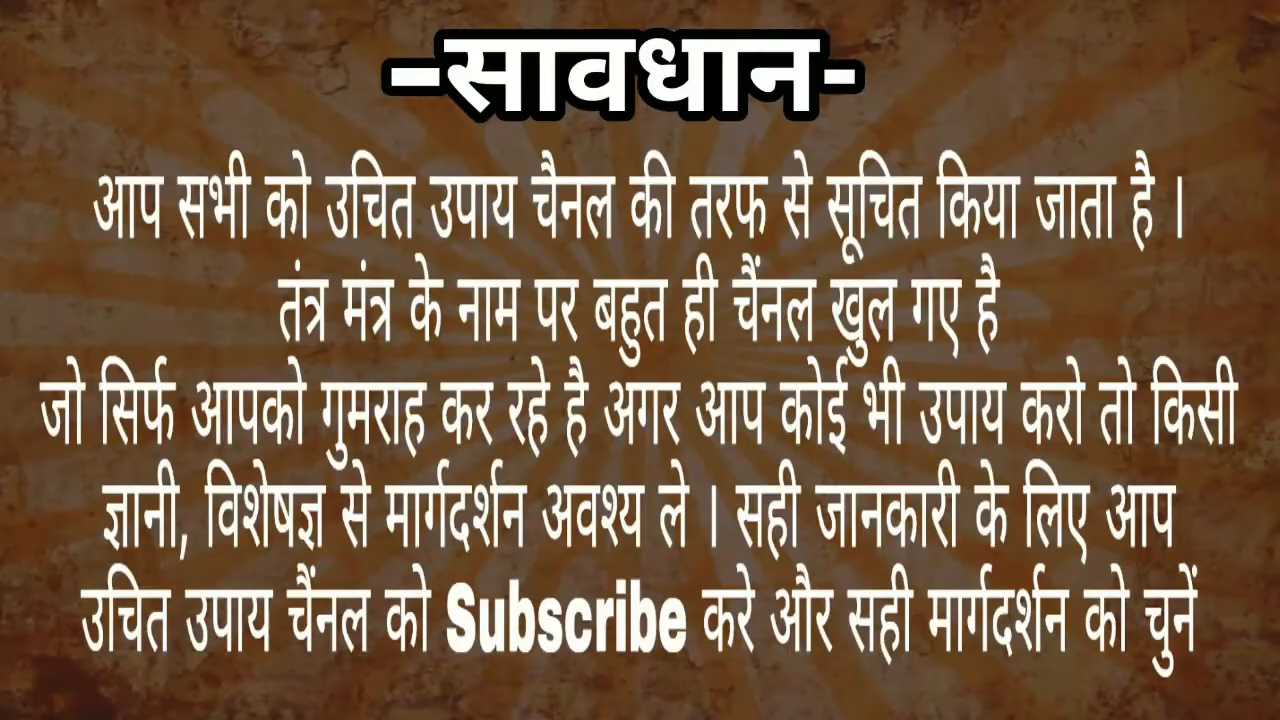 –सावधान-
आप सभी को उचित उपाय चैनल की तरफ से सूचित किया जाता है ।
तंत्र मंत्र के नाम पर बहुत ही चैंनल खुल गए है
जो सिर्फ आपको गुमराह कर रहे है अगर आप कोई भी उपाय करो तो किसी
ज्ञानी, विशेषज्ञ से मार्गदर्शन अवश्य ले । सही जानकारी के लिए आप
उचित उपाय चैंनल को Subscribe करे और सही मार्गदर्शन को चुनें